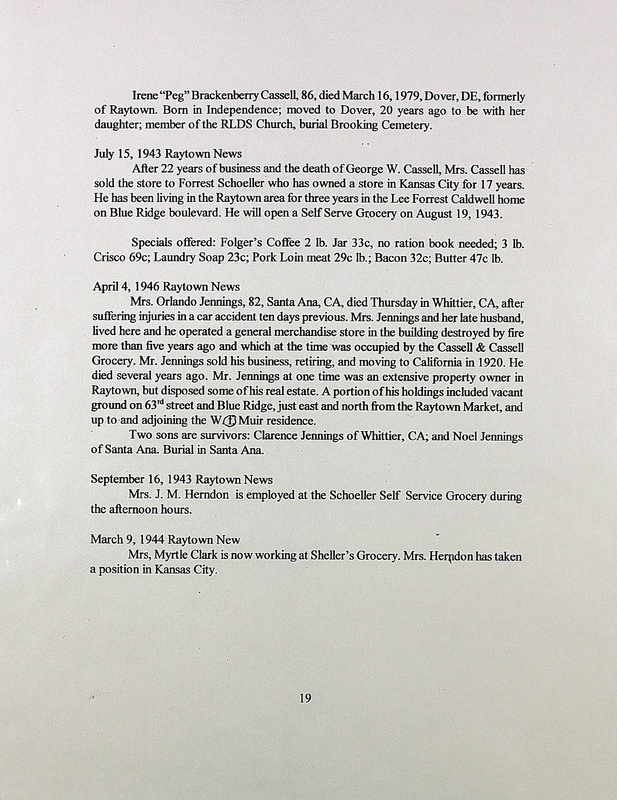 Irene “Peg” Brackenberry Cassell, 86, died March 16, 1979, Dover, DE, formerly
of Raytown. Born in Independence; moved to Dover, 20 years ago to be with her
daughter; member of the RLDS Church, burial Brooking Cemetery.
July 15, 1943 Raytown News
After 22 years of business and the death of George W. Cassell, Mrs. Cassell has
sold the store to Forrest Schoeller who has owned a store in Kansas City for 17 years.
He has been living in the Raytown area for three years in the Lee Forrest Caldwell home
on Blue Ridge boulevard. He will open a Self Serve Grocery on August 19, 1943.
Specials offered: Folger’s Coffee 2 lb. Jar 33c, no ration book needed; 3 lb.
Crisco 69c; Laundry Soap 23c; Pork Loin meat 29c lb.; Bacon 32c; Butter 47c lb.
April 4, 1946 Raytown News
Mrs. Orlando Jennings, 82, Santa Ana, CA, died Thursday in Whittier, CA, after
suffering injuries in a car accident ten days previous. Mrs. Jennings and her late husband,
lived here and he operated a general merchandise store in the building destroyed by fire
more than five years ago and which at the time was occupied by the Cassell & Cassell
Grocery. Mr. Jennings sold his business, retiring, and moving to California in 1920. He
died several years ago. Mr. Jennings at one time was an extensive property owner in
Raytown, but disposed some of his real estate. A portion of his holdings included vacant
ground on 63rd street and Blue Ridge, just east and north from the Raytown Market, and
up to and adjoining the W. Muir residence.
Two sons are survivors: Clarence Jennings of Whittier, CA; and Noel Jennings
of Santa Ana. Burial in Santa Ana.
September 16, 1943 Raytown News
Mrs. J. M. Herndon is employed at the Schoeller Self Service Grocery during
the afternoon hours.
March 9, 1944 Raytown New
Mrs, Myrtle Clark is now working at Sheller’s Grocery. Mrs. Herndon has taken
a position in Kansas City.
19